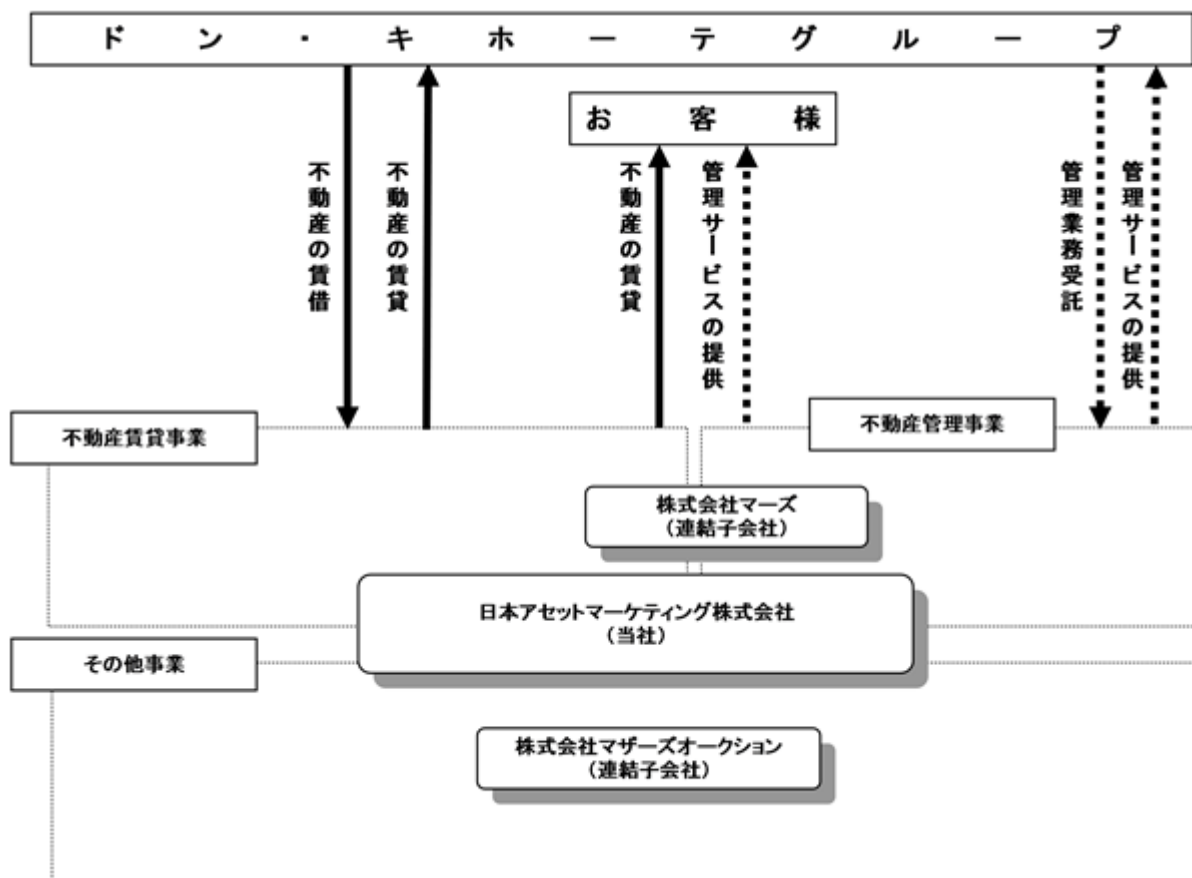 ドン・キホーテグループ
お客様
不動産の賃借
不動産の賃貸
不動産の賃貸
管理サービスの提供
管理業務受託
管理サービスの提供
不動産賃貸事業
不動産管理事業
株式会社マーズ
（連結子会社）
日本アセットマーケティング株式会社
（当社）
その他事業
株式会社マザーズオークション
（連結子会社）